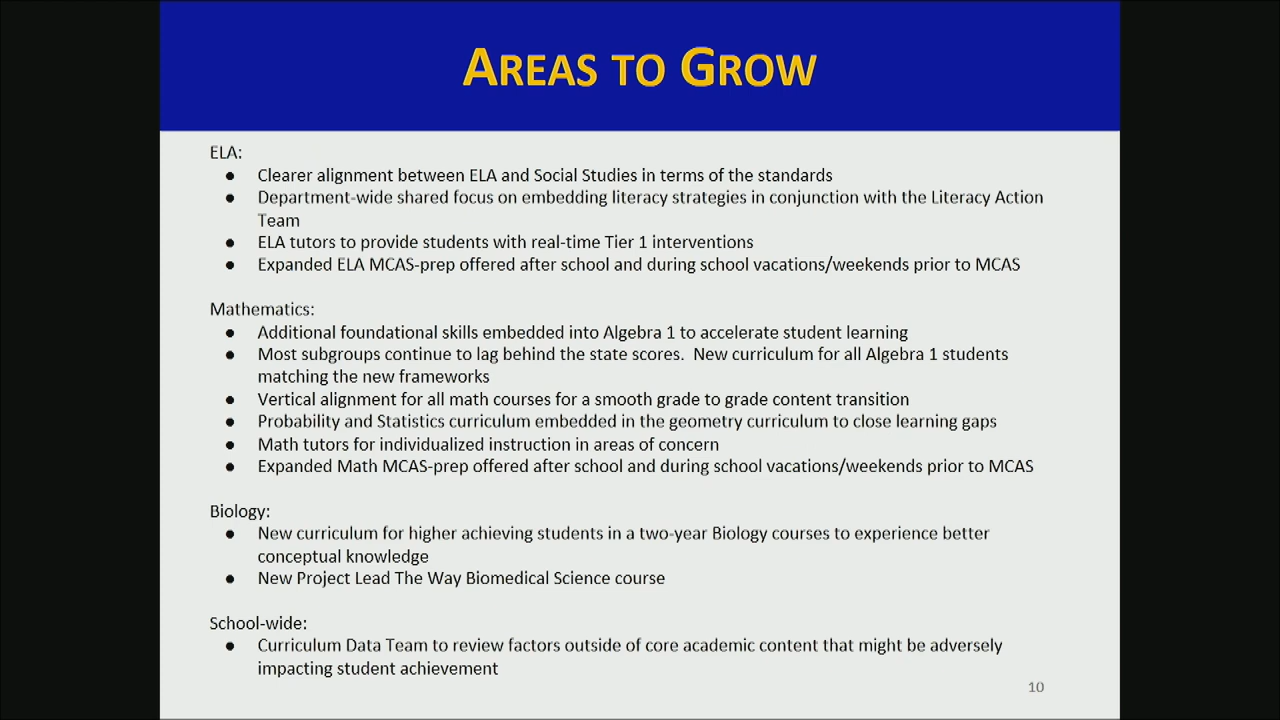 AREAS TO GROW
ELA:
● Clearer alignment between ELA and Social Studies in terms of the standards
● Department-wide shared focus on embedding literacy strategies in conjunction with the Literacy Action
Team
● ELA tutors to provide students with real-time Tier 1 interventions
● Expanded ELA MCAS-prep offered after school and during school vacations/weekends prior to MCAS
Mathematics:
● Additional foundational skills embedded into Algebra 1 to accelerate student learning
● Most subgroups continue to lag behind the state scores.  New curriculum for all Algebra 1 students
matching the new frameworks
● Vertical alignment for all math courses for a smooth grade to grade content transition
● Probability and Statistics curriculum embedded in the geometry curriculum to close learning gaps
● Math tutors for individualized instruction in areas of concern
● Expanded Math MCAS-prep offered after school and during school vacations/weekends prior to MCAS
Biology:
● New curriculum for higher achieving students in a two-year Biology courses to experience better
conceptual knowledge
● New Project Lead The Way Biomedical Science course
School-wide:
● Curriculum Data Team to review factors outside of core academic content that might be adversely
impacting student achievement
10